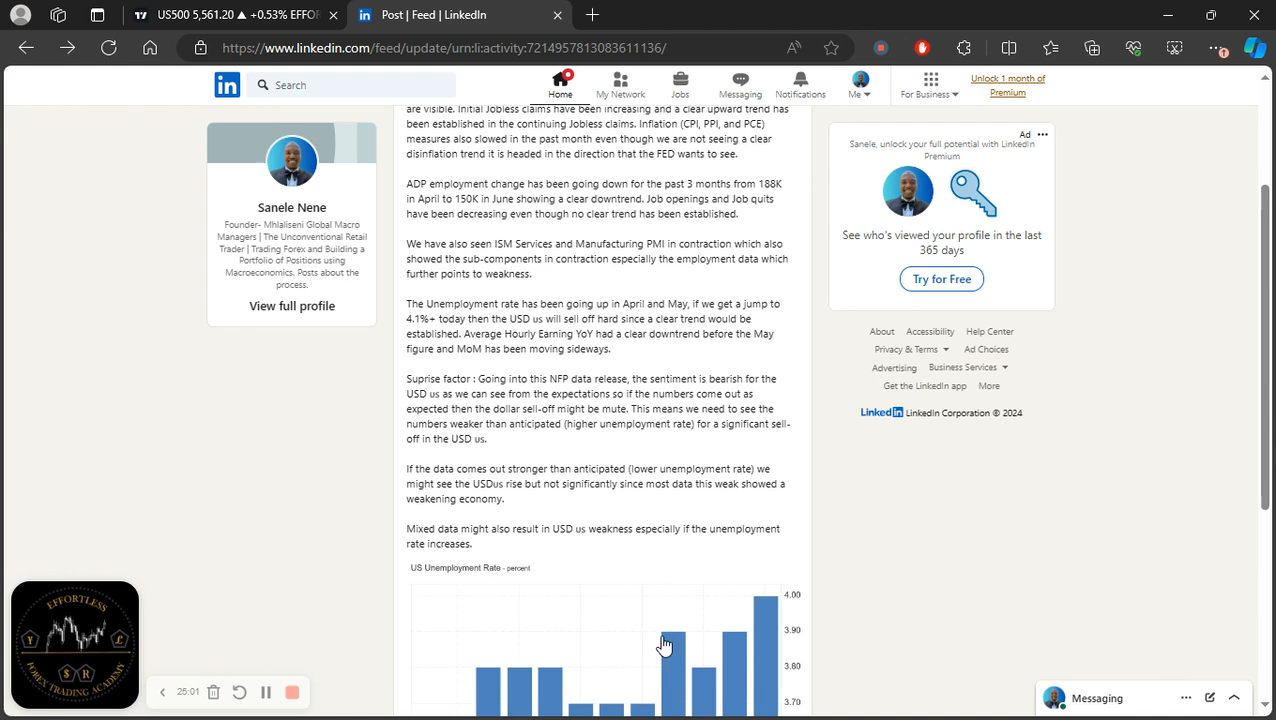 US500 5,561.20 ▲ +0.53% EFFOR
Post | Feed | LinkedIn
https://www.linkedin.com/feed/update/urn:li:activity:7214957813083611136/
Search
Home
My Network
Jobs
Messaging
Notifications
Me
For Business
Unlock 1 month of
Premium
Sanele Nene
Founder- Mhlaliseni Global Macro
Managers | The Unconventional Retail
Trader | Trading Forex and Building a
Portfolio of Positions using
Macroeconomics. Posts about the
process.
View full profile
are visible. Initial Jobless claims have been increasing and a clear upward trend has
been established in the continuing Jobless claims. Inflation (CPI, PPI, and PCE)
measures also slowed in the past month even though we are not seeing a clear
disinflation trend it is headed in the direction that the FED wants to see.
ADP employment change has been going down for the past 3 months from 188K
in April to 150K in June showing a clear downtrend. Job openings and Job quits
have been decreasing even though no clear trend has been established.
We have also seen ISM Services and Manufacturing PMI in contraction which also
showed the sub-components in contraction especially the employment data which
further points to weakness.
The Unemployment rate has been going up in April and May, if we get a jump to
4.1%+ today then the USD us will sell off hard since a clear trend would be
established. Average Hourly Earning YoY had a clear downtrend before the May
figure and MoM has been moving sideways.
Suprise factor : Going into this NFP data release, the sentiment is bearish for the
USD us as we can see from the expectations so if the numbers come out as
expected then the dollar sell-off might be mute. This means we need to see the
numbers weaker than anticipated (higher unemployment rate) for a significant sell-
off in the USD us.
If the data comes out stronger than anticipated (lower unemployment rate) we
might see the USDus rise but not significantly since most data this weak showed a
weakening economy.
Mixed data might also result in USD us weakness especially if the unemployment
rate increases.
US Unemployment Rate - percent
4.00
3.90
3.80
3.70
Ad
Sanele, unlock your full potential with LinkedIn
Premium
See who's viewed your profile in the last
365 days
Try for Free
About Accessibility Help Center
Privacy & Terms Ad Choices
Advertising Business Services
Get the LinkedIn app More
LinkedIn LinkedIn Corporation © 2024
EFFORTLESS
¥ £
$ R
FOREX TRADING ACADEMY
25:01
Messaging